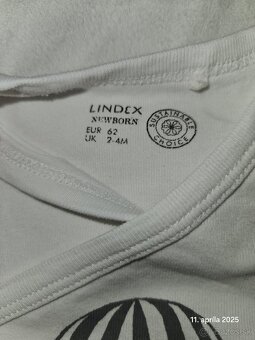 LINDEX
NEWBORN
EUR 62
UK 2-4M
SUSTAINABLE
CHOICE
11. apríla 2025